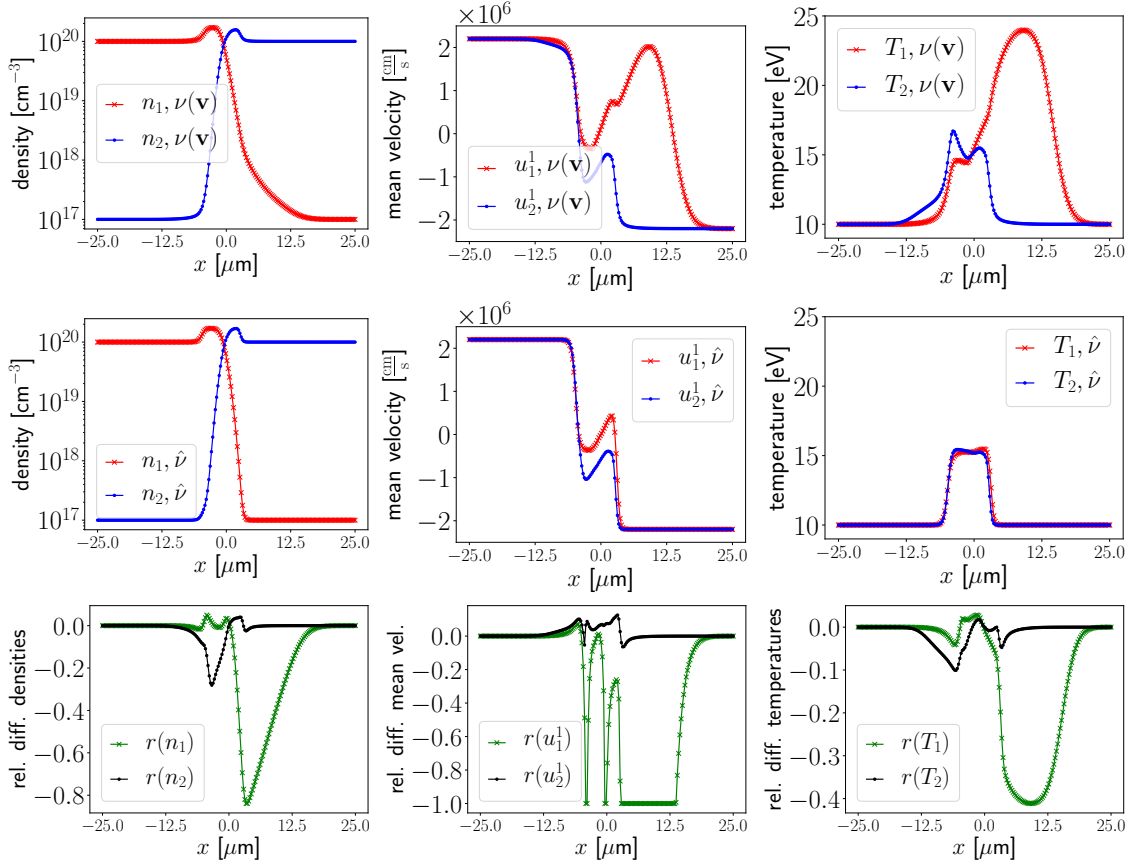 density [cm⁻³]
10²⁰
10¹⁹
10¹⁸
10¹⁷
n₁, ν(v)
n₂, ν(v)
−25.0 −12.5 0.0 12.5 25.0
x [μm]
×10⁶
mean velocity [cm/s]
2
1
0
−1
−2
u₁¹, ν(v)
u₂¹, ν(v)
−25.0 −12.5 0.0 12.5 25.0
x [μm]
temperature [eV]
25
20
15
10
T₁, ν(v)
T₂, ν(v)
−25.0 −12.5 0.0 12.5 25.0
x [μm]
density [cm⁻³]
10²⁰
10¹⁹
10¹⁸
10¹⁷
n₁, ν̂
n₂, ν̂
−25.0 −12.5 0.0 12.5 25.0
x [μm]
×10⁶
mean velocity [cm/s]
2
1
0
−1
−2
u₁¹, ν̂
u₂¹, ν̂
−25.0 −12.5 0.0 12.5 25.0
x [μm]
temperature [eV]
25
20
15
10
T₁, ν̂
T₂, ν̂
−25.0 −12.5 0.0 12.5 25.0
x [μm]
rel. diff. densities
0.0
−0.2
−0.4
−0.6
−0.8
r(n₁)
r(n₂)
−25.0 −12.5 0.0 12.5 25.0
x [μm]
rel. diff. mean vel.
0.0
−0.2
−0.4
−0.6
−0.8
−1.0
r(u₁¹)
r(u₂¹)
−25.0 −12.5 0.0 12.5 25.0
x [μm]
rel. diff. temperatures
0.0
−0.1
−0.2
−0.3
−0.4
r(T₁)
r(T₂)
−25.0 −12.5 0.0 12.5 25.0
x [μm]